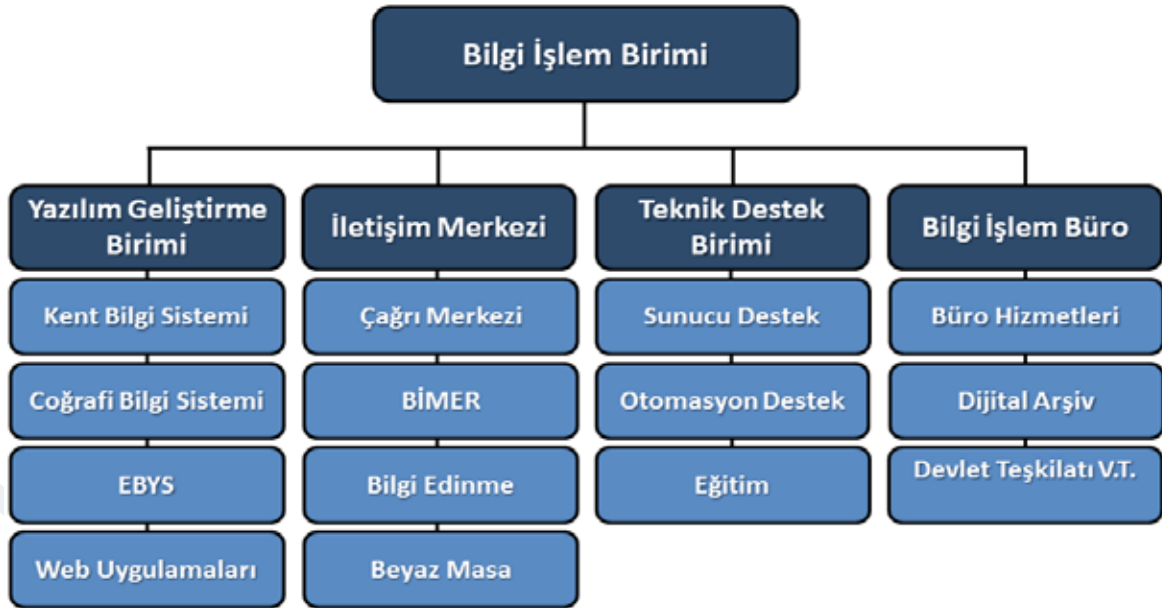 Bilgi İşlem Birimi
Yazılım Geliştirme
Birimi
Kent Bilgi Sistemi
Coğrafi Bilgi Sistemi
EBYS
Web Uygulamaları
İletişim Merkezi
Çağrı Merkezi
BİMER
Bilgi Edinme
Beyaz Masa
Teknik Destek
Birimi
Sunucu Destek
Otomasyon Destek
Eğitim
Bilgi İşlem Büro
Büro Hizmetleri
Dijital Arşiv
Devlet Teşkilatı V.T.